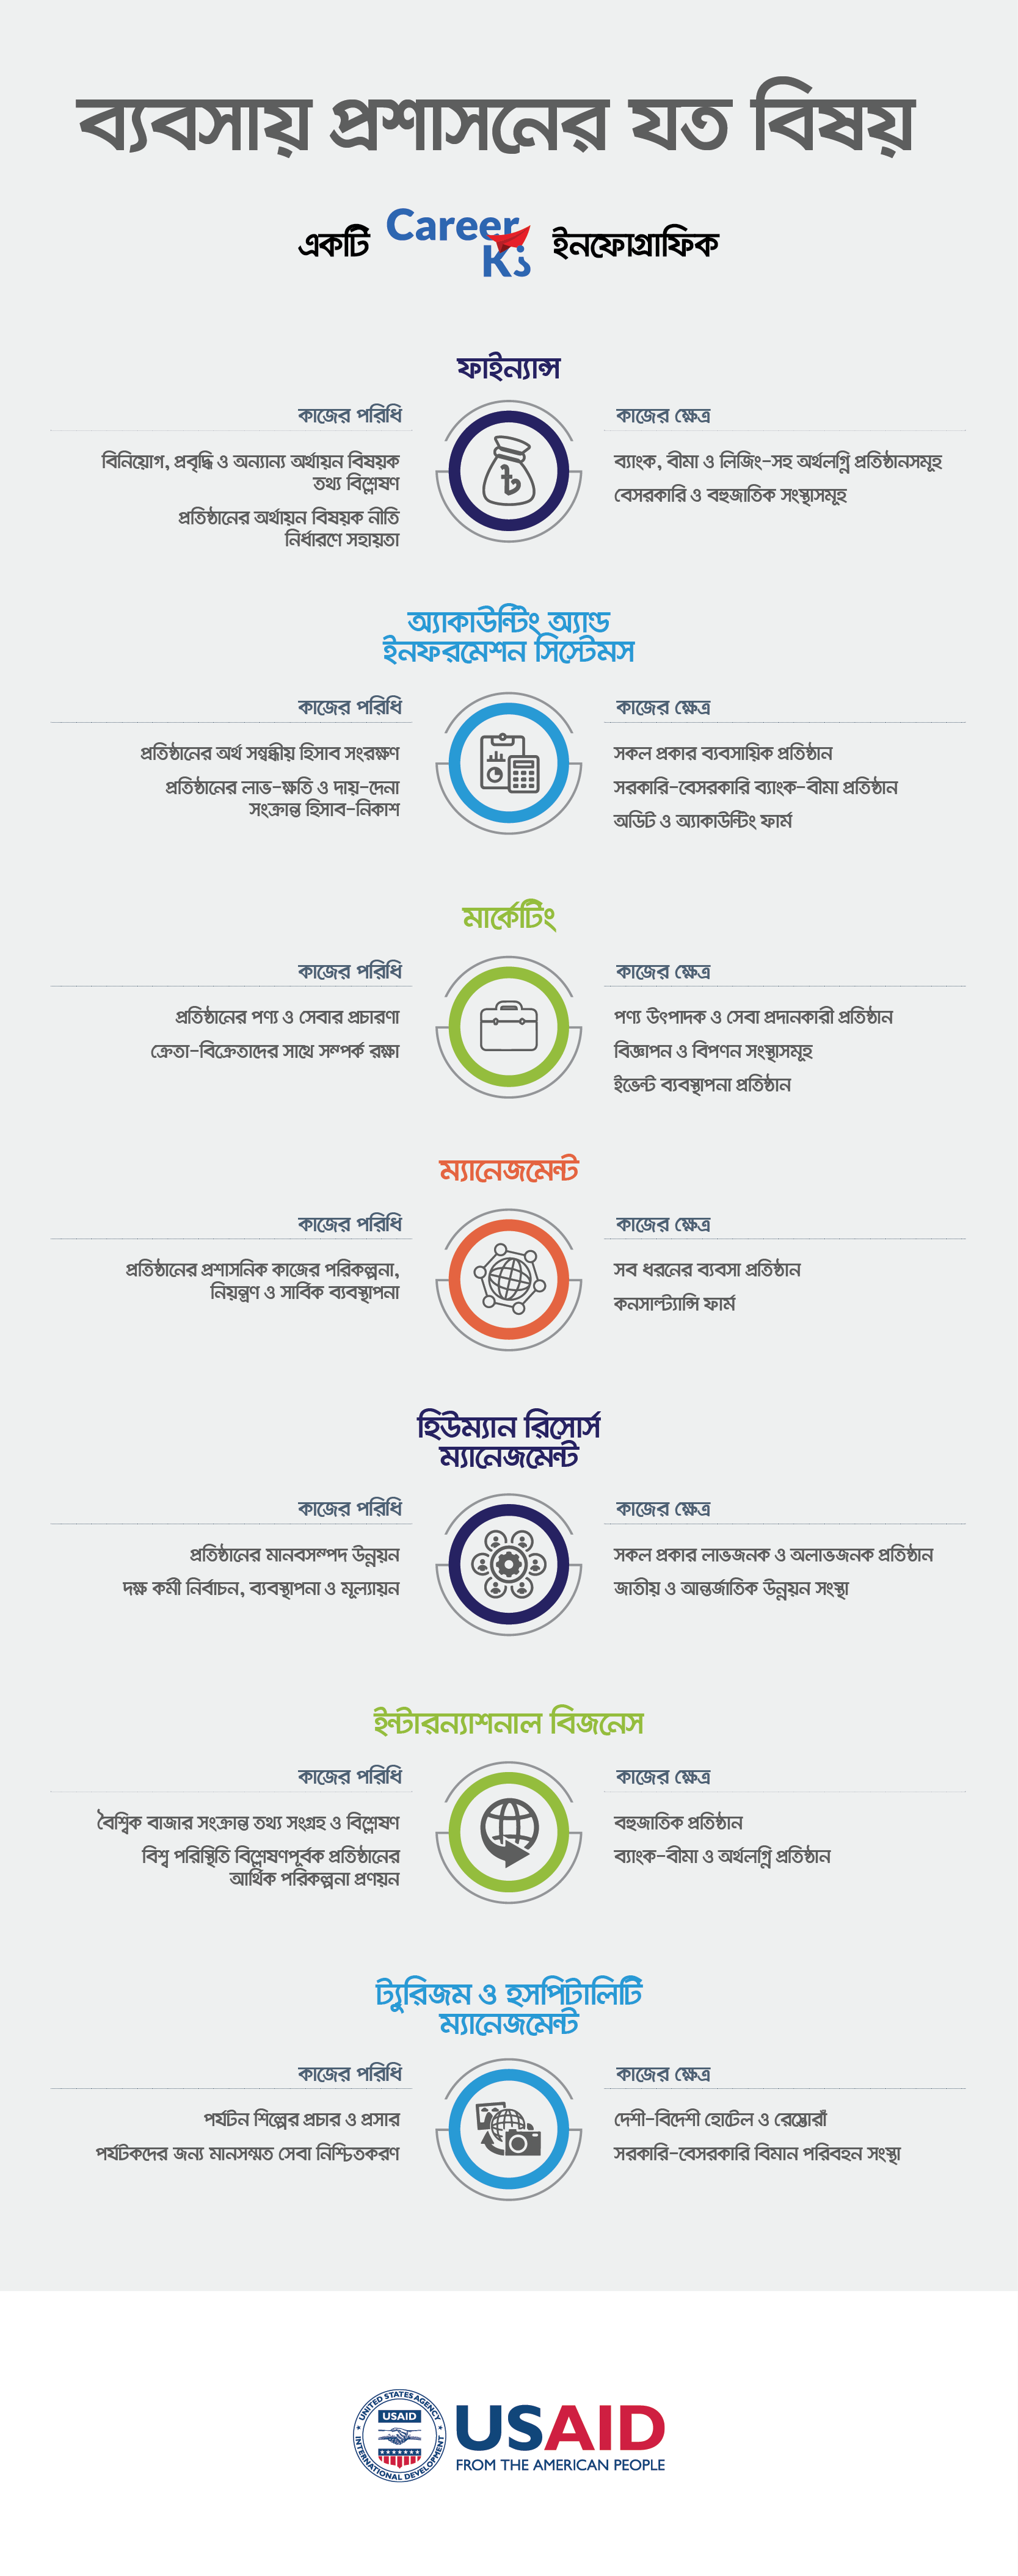 ব্যবসায় প্রশাসনের যত বিষয়
একটি Career Ki ইনফোগ্রাফিক
ফাইন্যান্স
কাজের পরিধি
বিনিয়োগ, প্রবৃদ্ধি ও অন্যান্য অর্থায়ন বিষয়ক
তথ্য বিশ্লেষণ
প্রতিষ্ঠানের অর্থায়ন বিষয়ক নীতি
নির্ধারণে সহায়তা
৳
কাজের ক্ষেত্র
ব্যাংক, বীমা ও লিজিং-সহ অর্থলগ্নি প্রতিষ্ঠানসমূহ
বেসরকারি ও বহুজাতিক সংস্থাসমূহ
অ্যাকাউন্টিং অ্যান্ড
ইনফরমেশন সিস্টেমস
কাজের পরিধি
প্রতিষ্ঠানের অর্থ সম্বন্ধীয় হিসাব সংরক্ষণ
প্রতিষ্ঠানের লাভ-ক্ষতি ও দায়-দেনা
সংক্রান্ত হিসাব-নিকাশ
কাজের ক্ষেত্র
সকল প্রকার ব্যবসায়িক প্রতিষ্ঠান
সরকারি-বেসরকারি ব্যাংক-বীমা প্রতিষ্ঠান
অডিট ও অ্যাকাউন্টিং ফার্ম
মার্কেটিং
কাজের পরিধি
প্রতিষ্ঠানের পণ্য ও সেবার প্রচারণা
ক্রেতা-বিক্রেতাদের সাথে সম্পর্ক রক্ষা
কাজের ক্ষেত্র
পণ্য উৎপাদক ও সেবা প্রদানকারী প্রতিষ্ঠান
বিজ্ঞাপন ও বিপণন সংস্থাসমূহ
ইভেন্ট ব্যবস্থাপনা প্রতিষ্ঠান
ম্যানেজমেন্ট
কাজের পরিধি
প্রতিষ্ঠানের প্রশাসনিক কাজের পরিকল্পনা,
নিয়ন্ত্রণ ও সার্বিক ব্যবস্থাপনা
কাজের ক্ষেত্র
সব ধরনের ব্যবসা প্রতিষ্ঠান
কনসাল্ট্যান্সি ফার্ম
হিউম্যান রিসোর্স
ম্যানেজমেন্ট
কাজের পরিধি
প্রতিষ্ঠানের মানবসম্পদ উন্নয়ন
দক্ষ কর্মী নির্বাচন, ব্যবস্থাপনা ও মূল্যায়ন
কাজের ক্ষেত্র
সকল প্রকার লাভজনক ও অলাভজনক প্রতিষ্ঠান
জাতীয় ও আন্তর্জাতিক উন্নয়ন সংস্থা
ইন্টারন্যাশনাল বিজনেস
কাজের পরিধি
বৈশ্বিক বাজার সংক্রান্ত তথ্য সংগ্রহ ও বিশ্লেষণ
বিশ্ব পরিস্থিতি বিশ্লেষণপূর্বক প্রতিষ্ঠানের
আর্থিক পরিকল্পনা প্রণয়ন
কাজের ক্ষেত্র
বহুজাতিক প্রতিষ্ঠান
ব্যাংক-বীমা ও অর্থলগ্নি প্রতিষ্ঠান
ট্যুরিজম ও হসপিটালিটি
ম্যানেজমেন্ট
কাজের পরিধি
পর্যটন শিল্পের প্রচার ও প্রসার
পর্যটকদের জন্য মানসম্মত সেবা নিশ্চিতকরণ
কাজের ক্ষেত্র
দেশী-বিদেশী হোটেল ও রেস্তোরাঁ
সরকারি-বেসরকারি বিমান পরিবহন সংস্থা
UNITED STATES AGENCY
USAID
INTERNATIONAL DEVELOPMENT
USAID
FROM THE AMERICAN PEOPLE